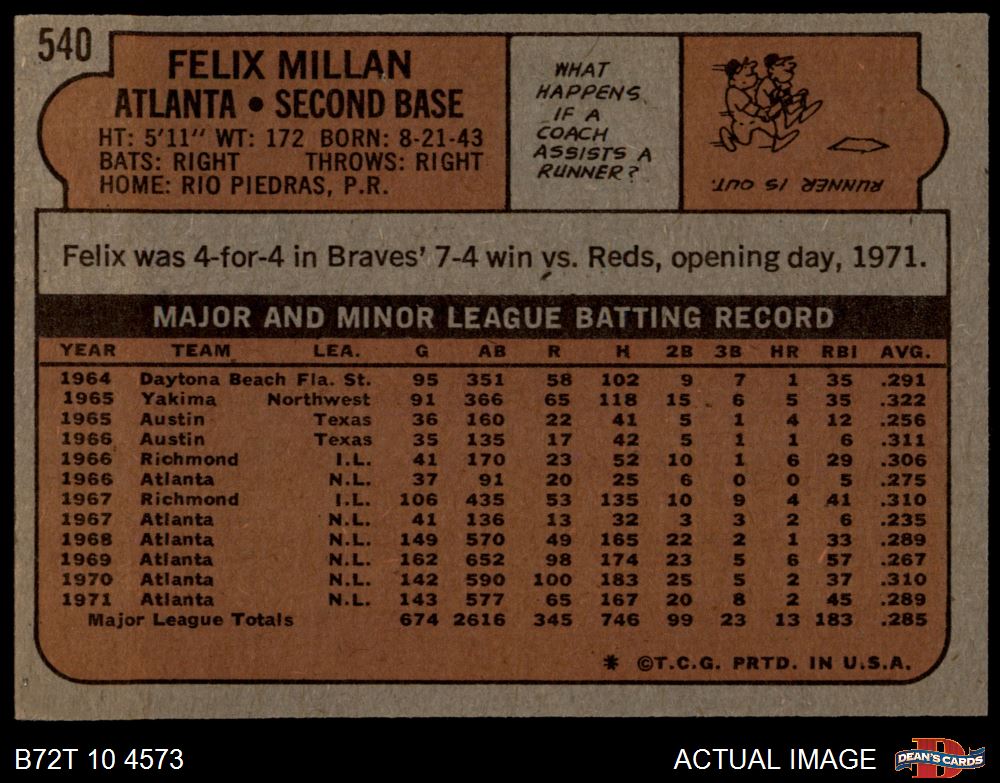 540
FELIX MILLAN
ATLANTA • SECOND BASE
HT: 5'11" WT: 172 BORN: 8-21-43
BATS: RIGHT THROWS: RIGHT
HOME: RIO PIEDRAS, P.R.
WHAT
HAPPENS
IF A
COACH
ASSISTS A
RUNNER?
RUNNER IS OUT.
Felix was 4-for-4 in Braves' 7-4 win vs. Reds, opening day, 1971.
MAJOR AND MINOR LEAGUE BATTING RECORD
YEAR TEAM LEA. G AB R H 2B 3B HR RBI AVG.
1964 Daytona Beach Fla. St. 95 351 58 102 9 7 1 35 .291
1965 Yakima Northwest 91 366 65 118 15 6 5 35 .322
1965 Austin Texas 36 160 22 41 5 1 4 12 .256
1966 Austin Texas 35 135 17 42 5 1 1 6 .311
1966 Richmond I.L. 41 170 23 52 10 1 6 29 .306
1966 Atlanta N.L. 37 91 20 25 6 0 0 5 .275
1967 Richmond I.L. 106 435 53 135 10 9 4 41 .310
1967 Atlanta N.L. 41 136 13 32 3 3 2 6 .235
1968 Atlanta N.L. 149 570 49 165 22 2 1 33 .289
1969 Atlanta N.L. 162 652 98 174 23 5 6 57 .267
1970 Atlanta N.L. 142 590 100 183 25 5 2 37 .310
1971 Atlanta N.L. 143 577 65 167 20 8 2 45 .289
Major League Totals 674 2616 345 746 99 23 13 183 .285
* ©T.C.G. PRTD. IN U.S.A.
B72T 10 4573
ACTUAL IMAGE
D
DEAN'S CARDS